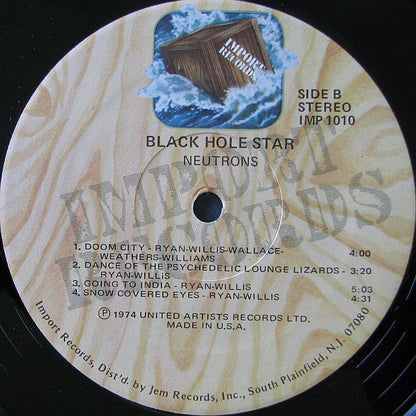 IMPORT
RECORDS
SIDE B
STEREO
IMP 1010
BLACK HOLE STAR
NEUTRONS
IMPORT
RECORDS
1. DOOM CITY - RYAN-WILLIS-WALLACE-
WEATHERS-WILLIAMS 4:00
2. DANCE OF THE PSYCHEDELIC LOUNGE LIZARDS - 3:20
RYAN-WILLIS
3. GOING TO INDIA - RYAN-WILLIS 5:03
4. SNOW COVERED EYES - RYAN-WILLIS 4:31
℗ 1974 UNITED ARTISTS RECORDS LTD.
MADE IN U.S.A.
Import Records, Dist'd. by Jem Records, Inc., South Plainfield, N.J. 07080